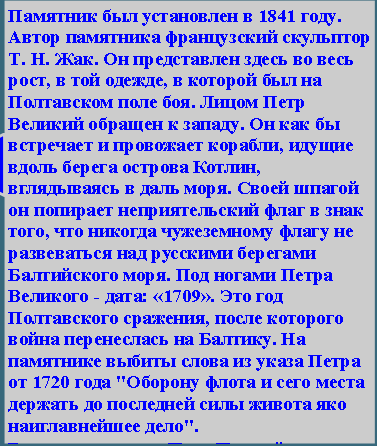 Памятник был установлен в 1841 году.
Автор памятника французский скульптор
Т. Н. Жак. Он представлен здесь во весь
рост, в той одежде, в которой был на
Полтавском поле боя. Лицом Петр
Великий обращен к западу. Он как бы
встречает и провожает корабли, идущие
вдоль берега острова Котлин,
вглядываясь в даль моря. Своей шпагой
он попирает неприятельский флаг в знак
того, что никогда чужеземному флагу не
развеваться над русскими берегами
Балтийского моря. Под ногами Петра
Великого - дата: «1709». Это год
Полтавского сражения, после которого
война перенеслась на Балтику. На
памятнике выбиты слова из указа Петра
от 1720 года "Оборону флота и сего места
держать до последней силы живота яко
наиглавнейшее дело".